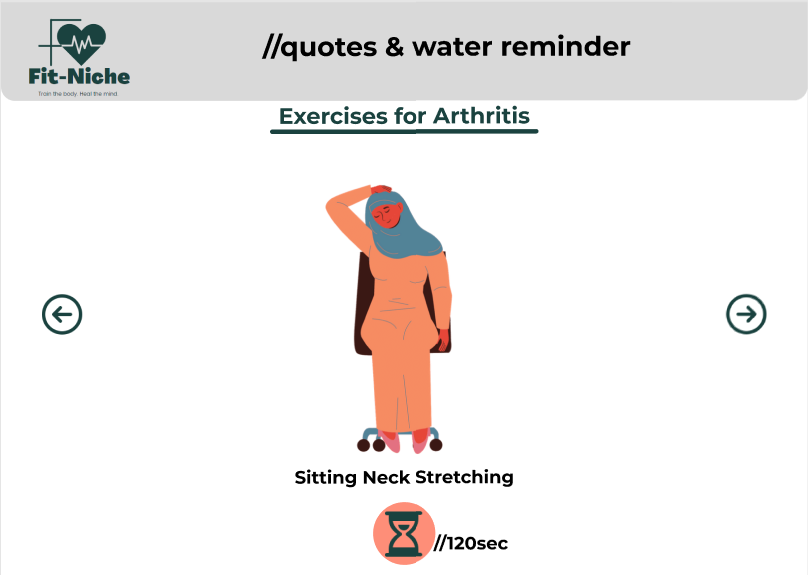 //quotes & water reminder
Fit-Niche
Train the body. Heal the mind.
Exercises for Arthritis
Sitting Neck Stretching
//120sec